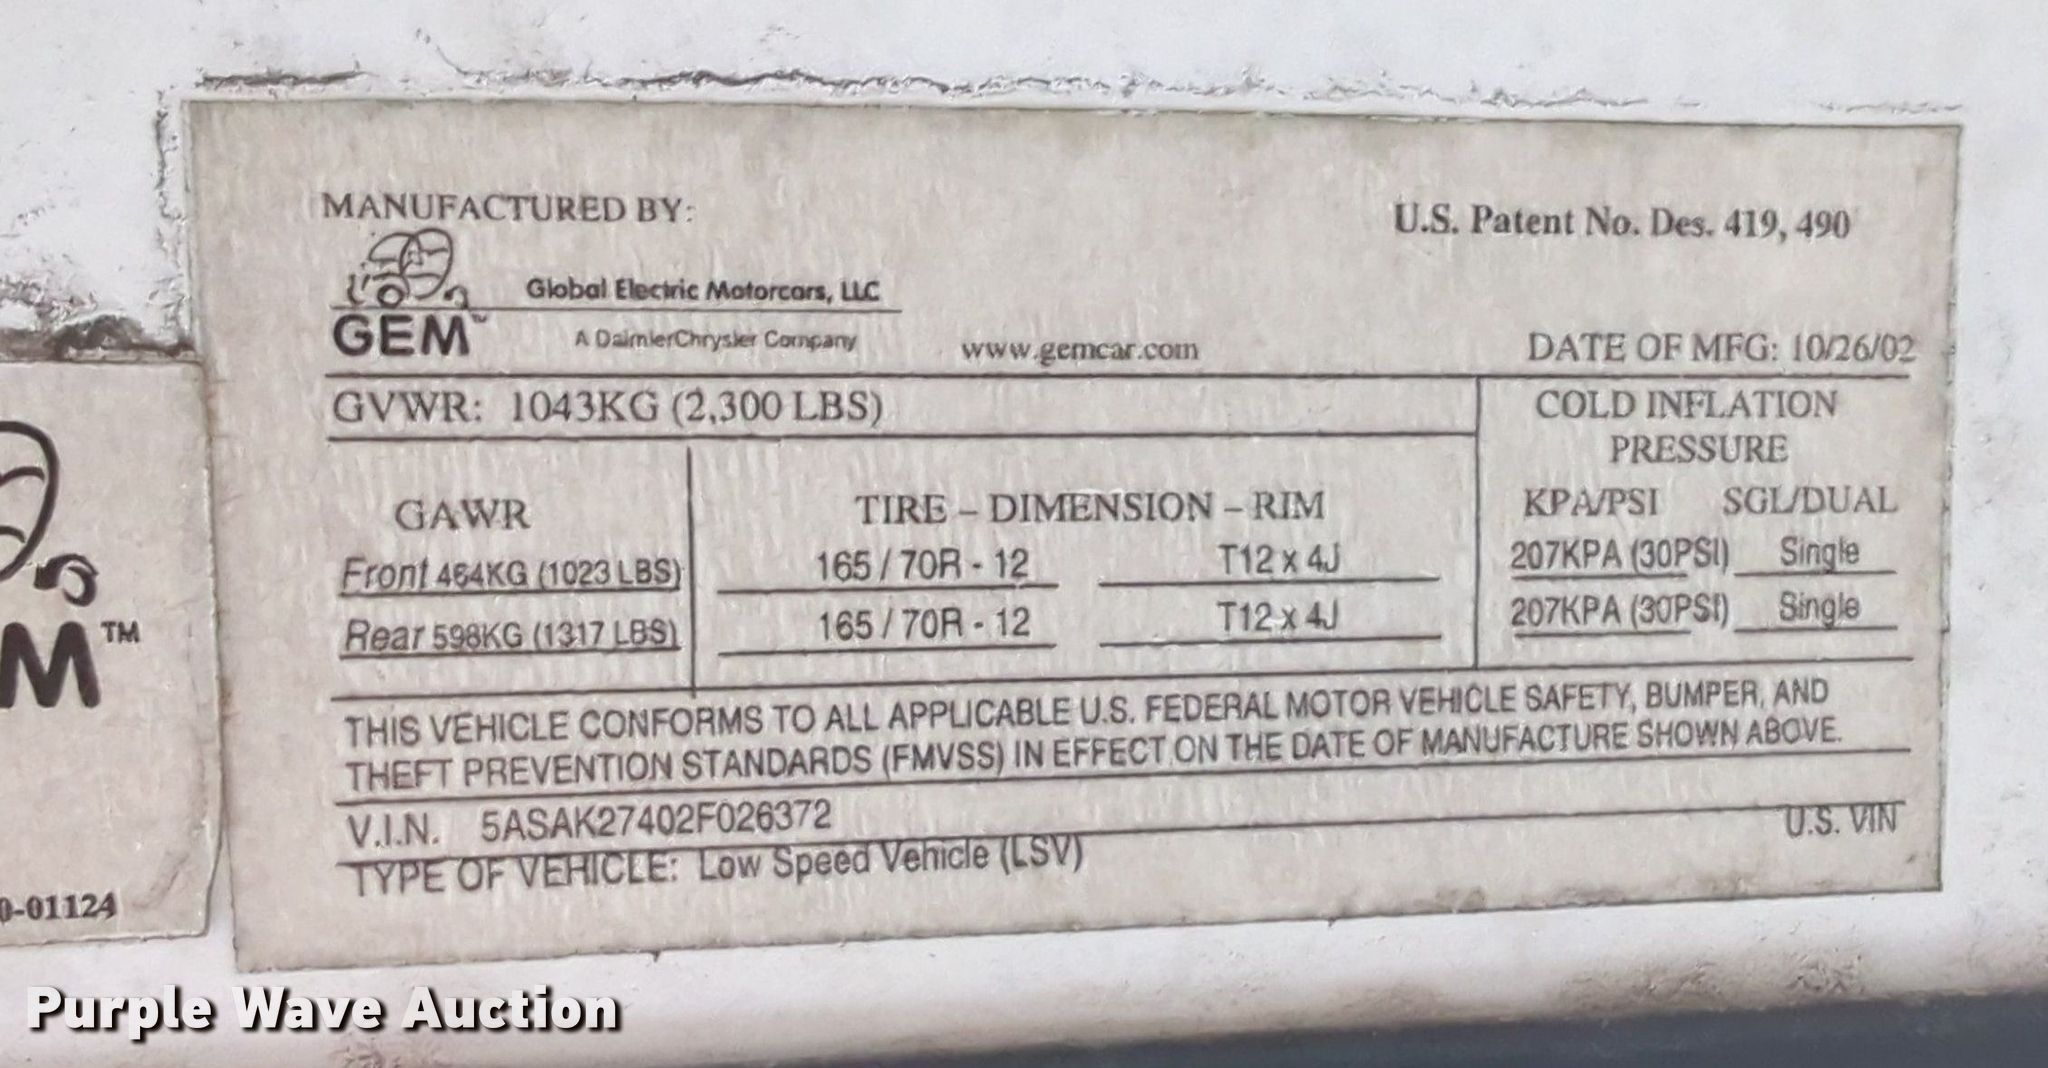 MANUFACTURED BY:
U.S. Patent No. Des. 419, 490
Global Electric Motorcars, LLC
GEM™
A DaimlerChrysler Company
www.gemcar.com
DATE OF MFG: 10/26/02
GVWR: 1043KG (2,300 LBS)
COLD INFLATION
PRESSURE
GAWR
TIRE – DIMENSION – RIM
KPA/PSI SGL/DUAL
Front 464KG (1023 LBS) 165 / 70R - 12 T12 x 4J 207KPA (30PSI) Single
Rear 598KG (1317 LBS) 165 / 70R - 12 T12 x 4J 207KPA (30PSI) Single
THIS VEHICLE CONFORMS TO ALL APPLICABLE U.S. FEDERAL MOTOR VEHICLE SAFETY, BUMPER, AND
THEFT PREVENTION STANDARDS (FMVSS) IN EFFECT ON THE DATE OF MANUFACTURE SHOWN ABOVE.
V.I.N. 5ASAK27402F026372 U.S. VIN
TYPE OF VEHICLE: Low Speed Vehicle (LSV)
M™
0-01124
Purple Wave Auction